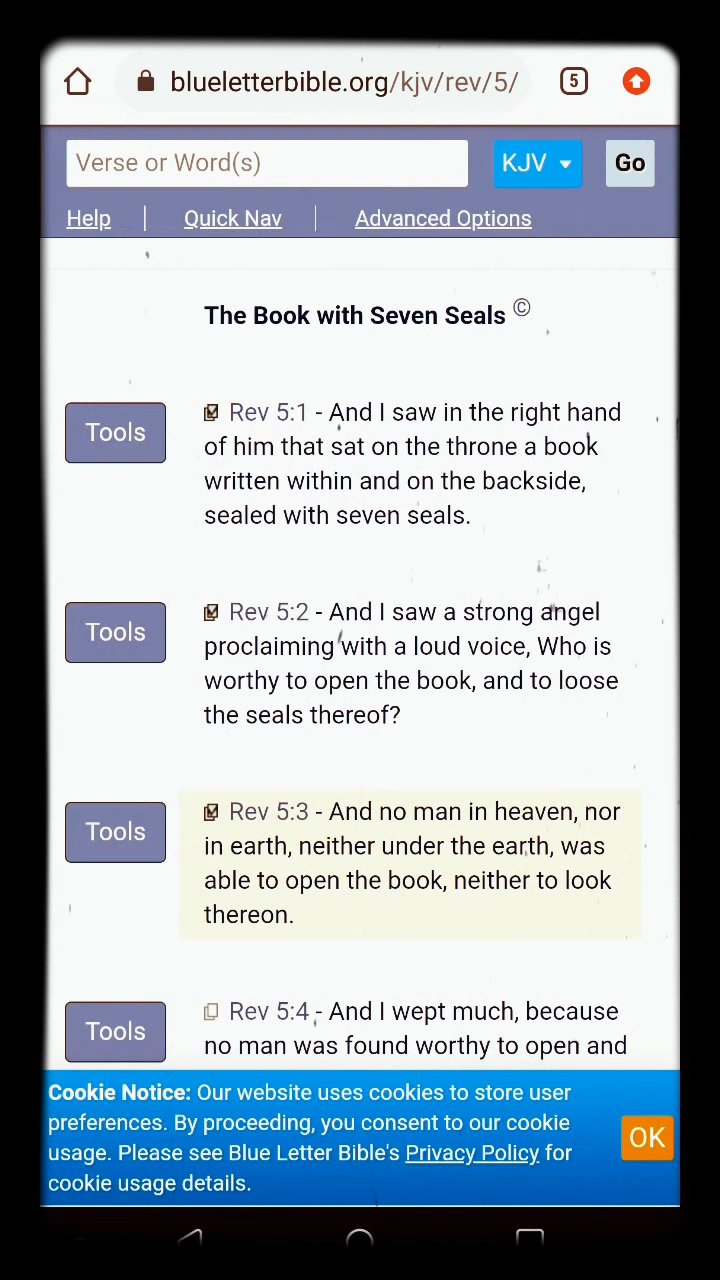 blueletterbible.org/kjv/rev/5/
5
Verse or Word(s)
KJV
Go
Help
Quick Nav
Advanced Options
The Book with Seven Seals ©
Tools
Rev 5:1 - And I saw in the right hand
of him that sat on the throne a book
written within and on the backside,
sealed with seven seals.
Tools
Rev 5:2 - And I saw a strong angel
proclaiming with a loud voice, Who is
worthy to open the book, and to loose
the seals thereof?
Tools
Rev 5:3 - And no man in heaven, nor
in earth, neither under the earth, was
able to open the book, neither to look
thereon.
Tools
Rev 5:4 - And I wept much, because
no man was found worthy to open and
Cookie Notice: Our website uses cookies to store user
preferences. By proceeding, you consent to our cookie
usage. Please see Blue Letter Bible's Privacy Policy for
cookie usage details.
OK